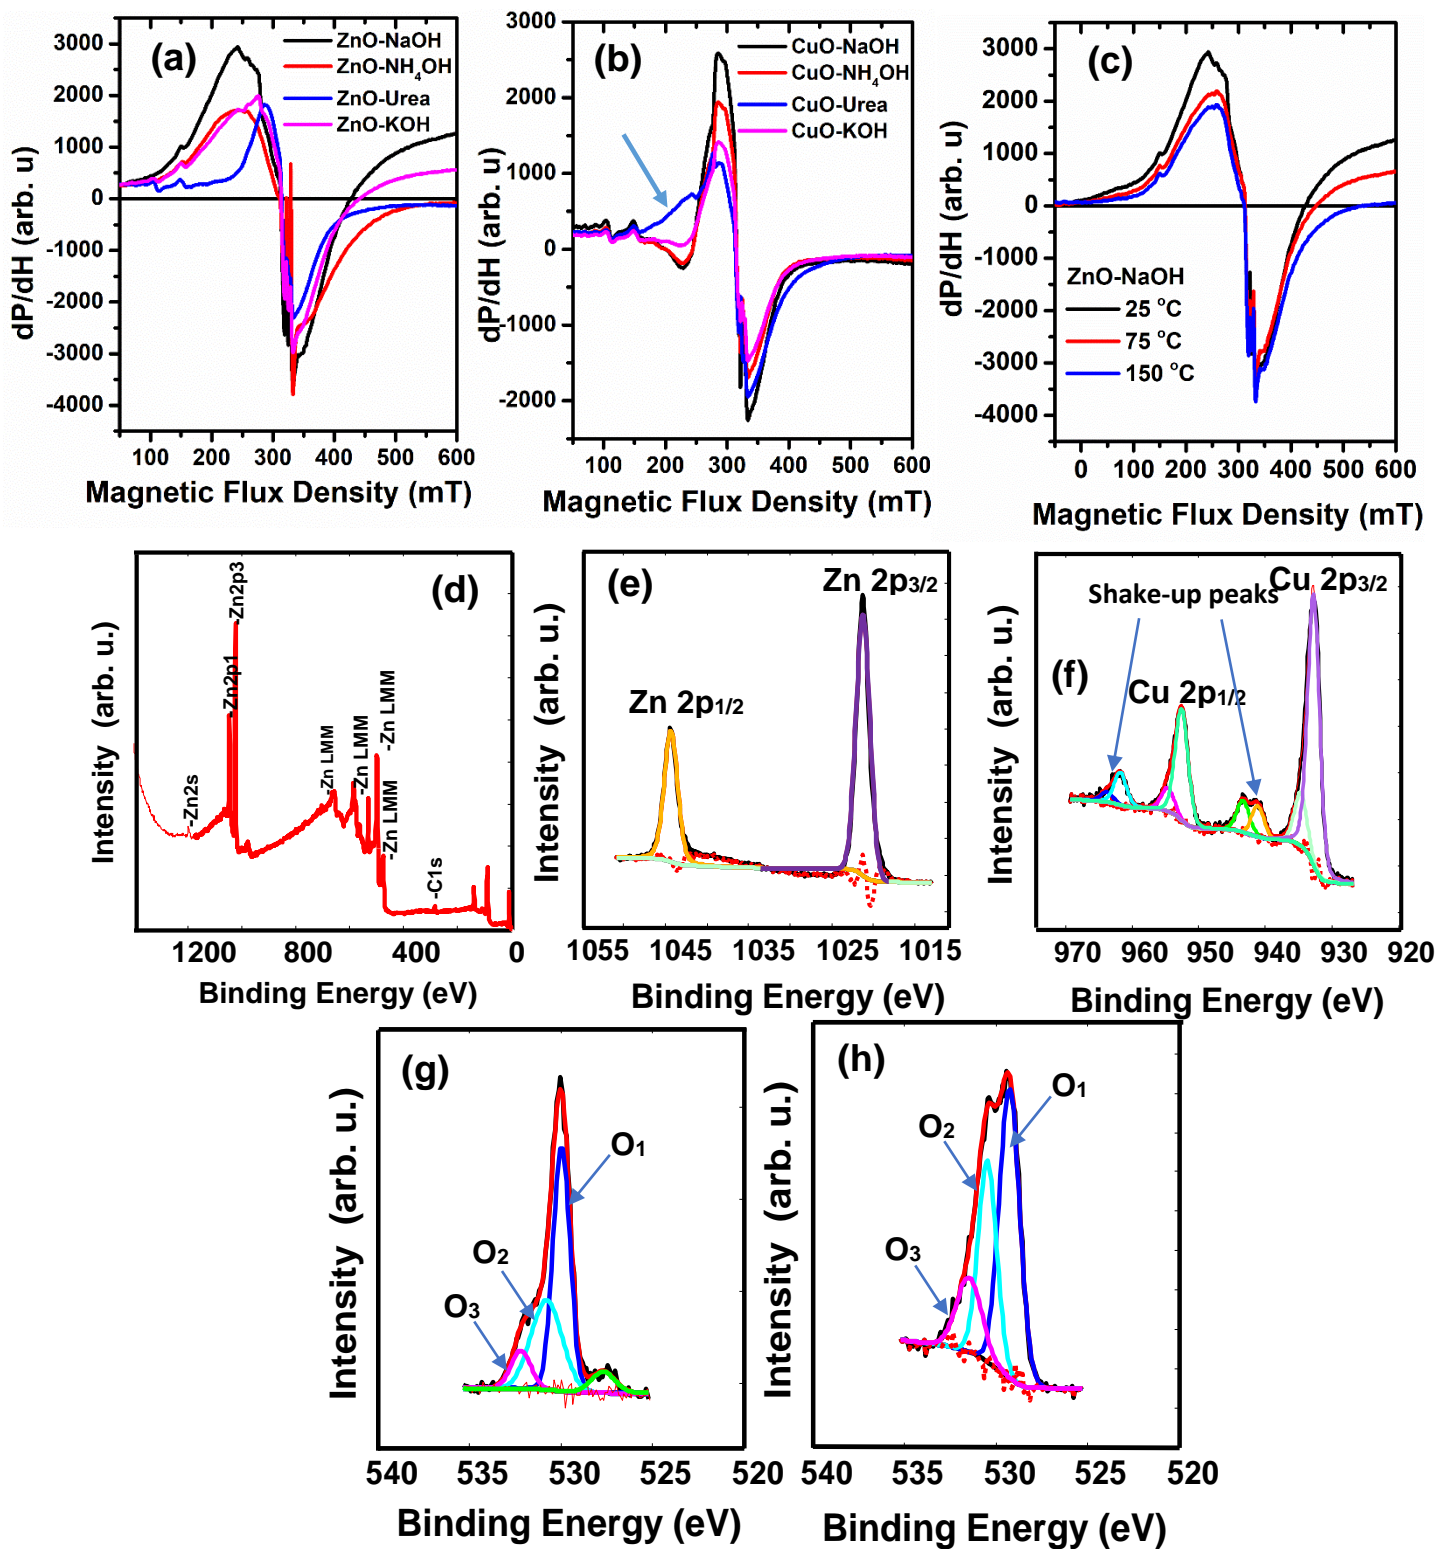 (a)
ZnO-NaOH
ZnO-NH4OH
ZnO-Urea
ZnO-KOH
3000
2000
1000
0
-1000
-2000
-3000
-4000
dP/dH (arb. u)
100 200 300 400 500 600
Magnetic Flux Density (mT)
(b)
CuO-NaOH
CuO-NH4OH
CuO-Urea
CuO-KOH
3000
2000
1000
0
-1000
-2000
dP/dH (arb. u)
100 200 300 400 500 600
Magnetic Flux Density (mT)
(c)
3000
2000
1000
0
-1000
-2000
-3000
-4000
dP/dH (arb. u)
ZnO-NaOH
25 °C
75 °C
150 °C
0 100 200 300 400 500 600
Magnetic Flux Density (mT)
(d)
-Zn2s
-Zn2p1
-Zn2p3
-Zn LMM
-Zn LMM
-Zn LMM
-Zn LMM
-C1s
Intensity (arb. u.)
1200 800 400 0
Binding Energy (eV)
(e)
Zn 2p3/2
Zn 2p1/2
Intensity (arb. u.)
1055 1045 1035 1025 1015
Binding Energy (eV)
(f)
Cu 2p3/2
Shake-up peaks
Cu 2p1/2
Intensity (arb. u.)
970 960 950 940 930 920
Binding Energy (eV)
(g)
O1
O2
O3
Intensity (arb. u.)
540 535 530 525 520
Binding Energy (eV)
(h)
O1
O2
O3
Intensity (arb. u.)
540 535 530 525 520
Binding Energy (eV)